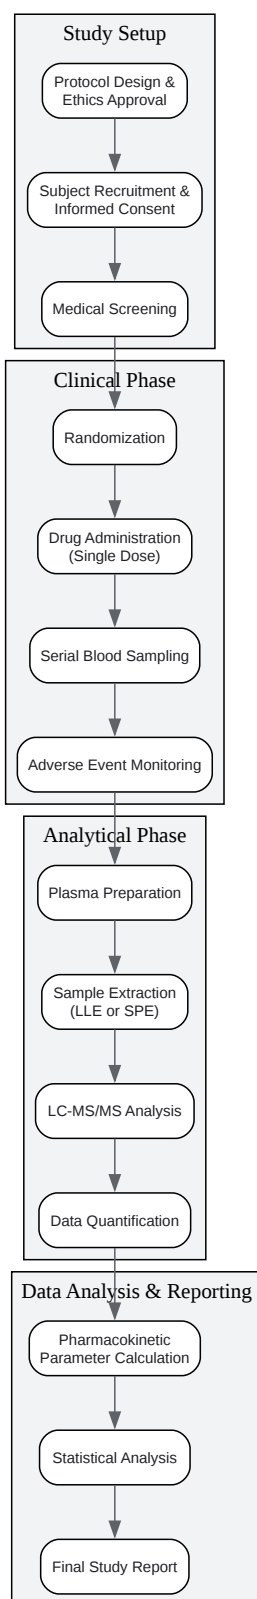 Study Setup
Protocol Design &
Ethics Approval
Subject Recruitment &
Informed Consent
Medical Screening
Clinical Phase
Randomization
Drug Administration
(Single Dose)
Serial Blood Sampling
Adverse Event Monitoring
Analytical Phase
Plasma Preparation
Sample Extraction
(LLE or SPE)
LC-MS/MS Analysis
Data Quantification
Data Analysis & Reporting
Pharmacokinetic
Parameter Calculation
Statistical Analysis
Final Study Report